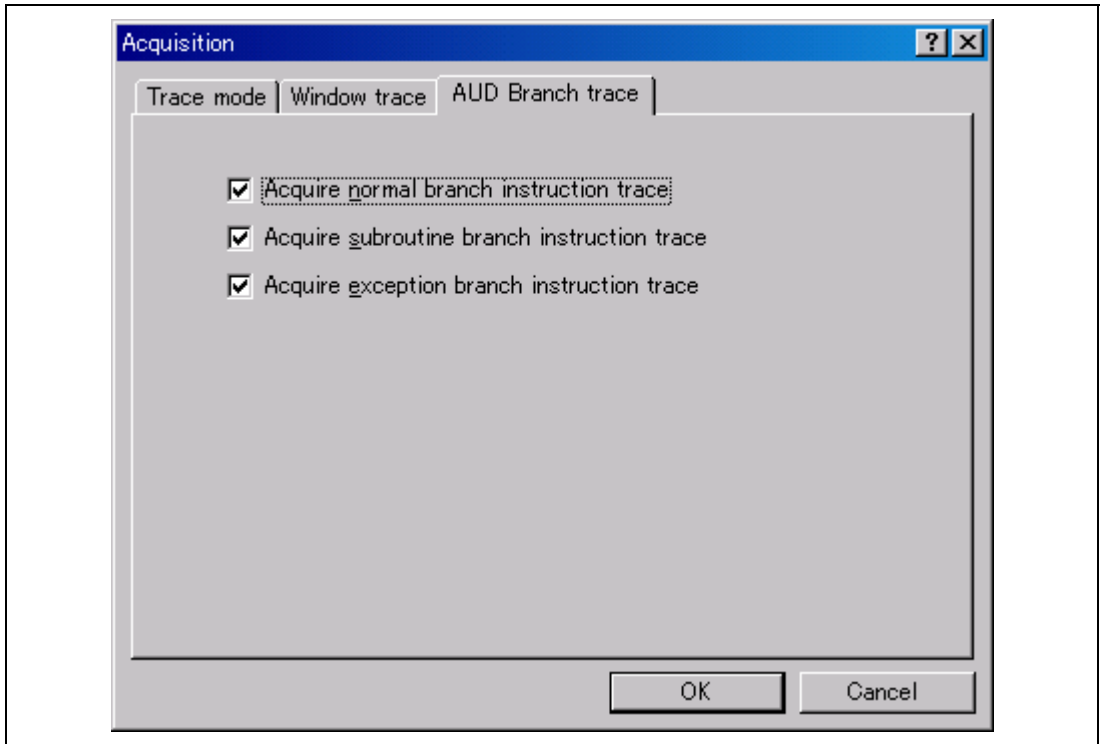 Acquisition
Trace mode Window trace AUD Branch trace
Acquire normal branch instruction trace
Acquire subroutine branch instruction trace
Acquire exception branch instruction trace
OK Cancel